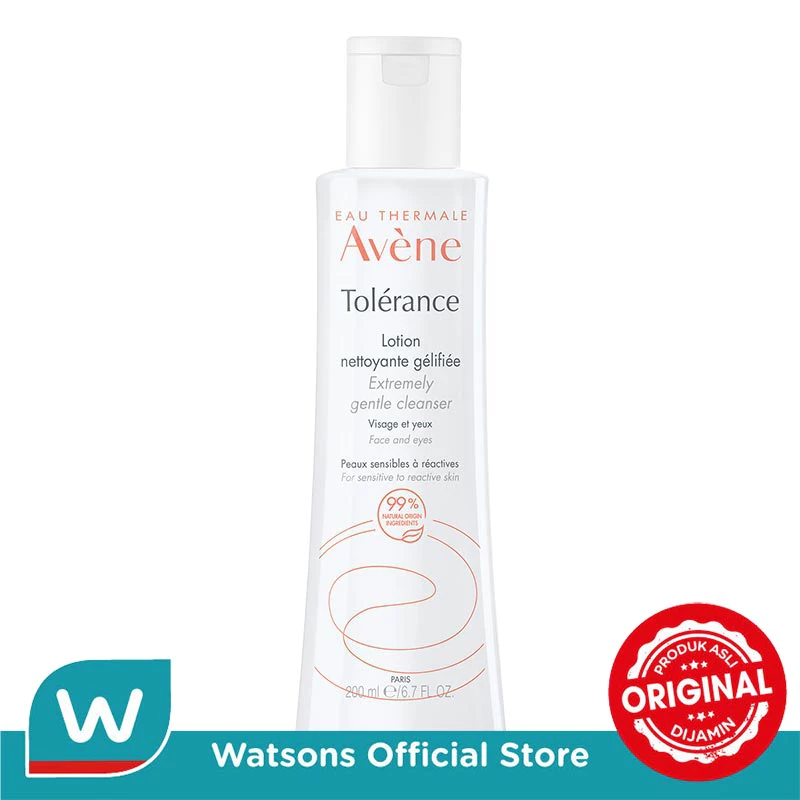 EAU THERMALE
Avène
Tolérance
Lotion
nettoyante gélifiée
Extremely
gentle cleanser
Visage et yeux
Face and eyes
Peaux sensibles à réactives
For sensitive to reactive skin
99%
NATURAL ORIGIN
INGREDIENTS
PARIS
200 ml ℮/6.7 FL. OZ.
W
Watsons Official Store
PRODUK ASLI
ORIGINAL
DIJAMIN